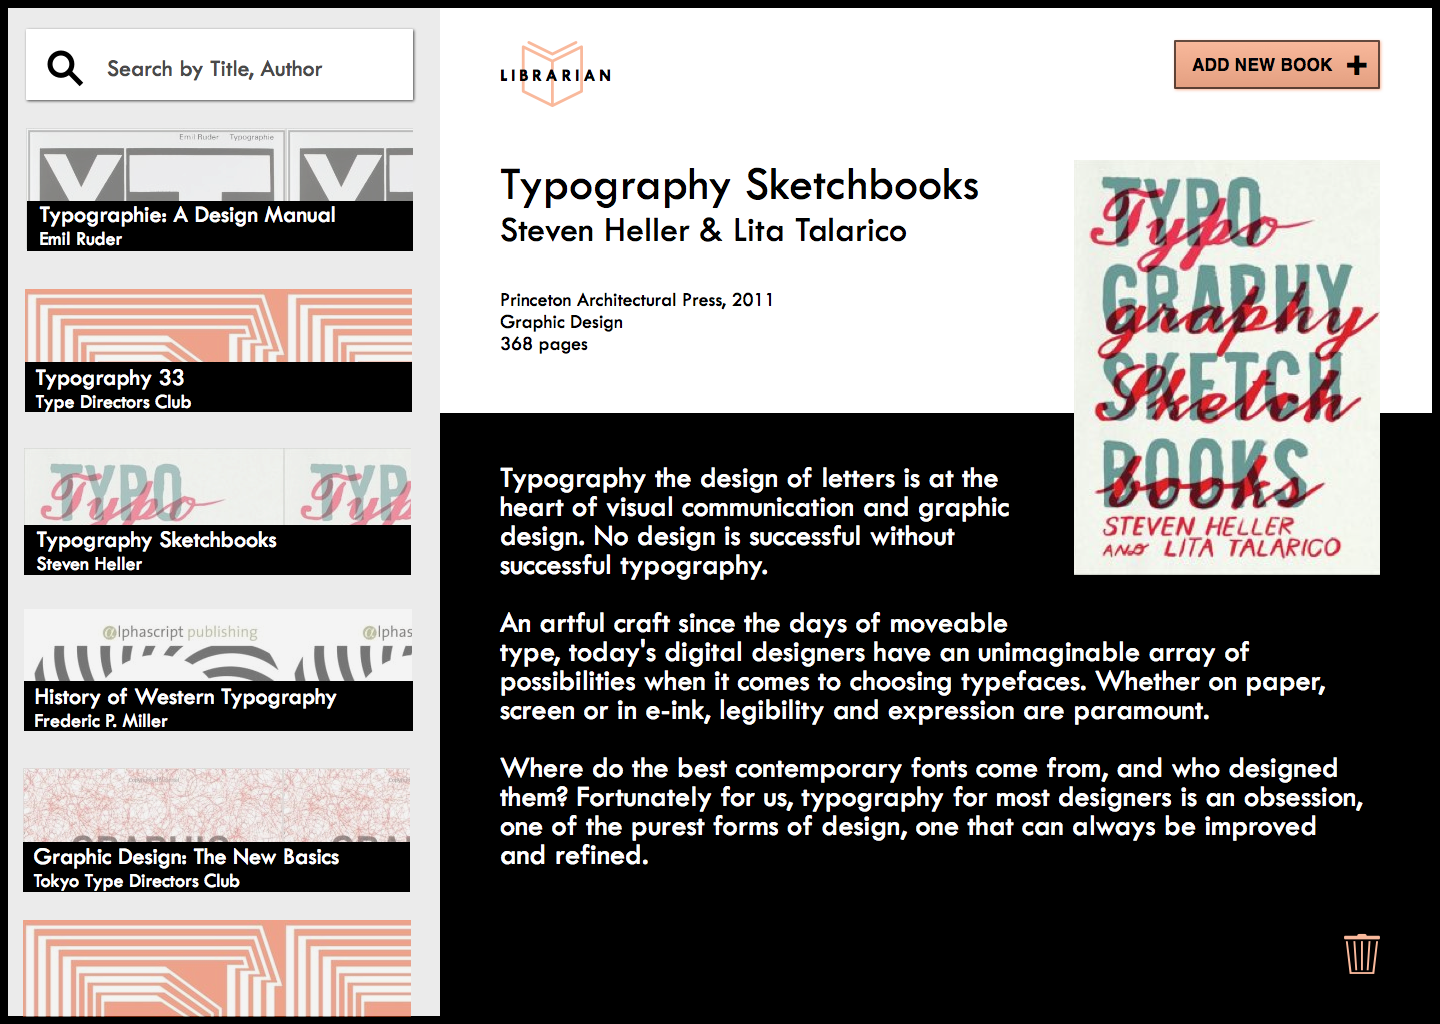 Search by Title, Author
Emil Ruder Typographie
Typographie: A Design Manual
Emil Ruder
Typography 33
Type Directors Club
TYPO TYP
Typo Typ
Typography Sketchbooks
Steven Heller
@lphascript publishing @lphas
History of Western Typography
Frederic P. Miller
Graphic Design: The New Basics
Tokyo Type Directors Club
LIBRARIAN
ADD NEW BOOK
Typography Sketchbooks
Steven Heller & Lita Talarico
Princeton Architectural Press, 2011
Graphic Design
368 pages
TYPO
Typo
GRAPHY
graphy
SKETCH
Sketch
BOOKS
books
STEVEN HELLER
AND LITA TALARICO
Typography the design of letters is at the
heart of visual communication and graphic
design. No design is successful without
successful typography.
An artful craft since the days of moveable
type, today's digital designers have an unimaginable array of
possibilities when it comes to choosing typefaces. Whether on paper,
screen or in e-ink, legibility and expression are paramount.
Where do the best contemporary fonts come from, and who designed
them? Fortunately for us, typography for most designers is an obsession,
one of the purest forms of design, one that can always be improved
and refined.